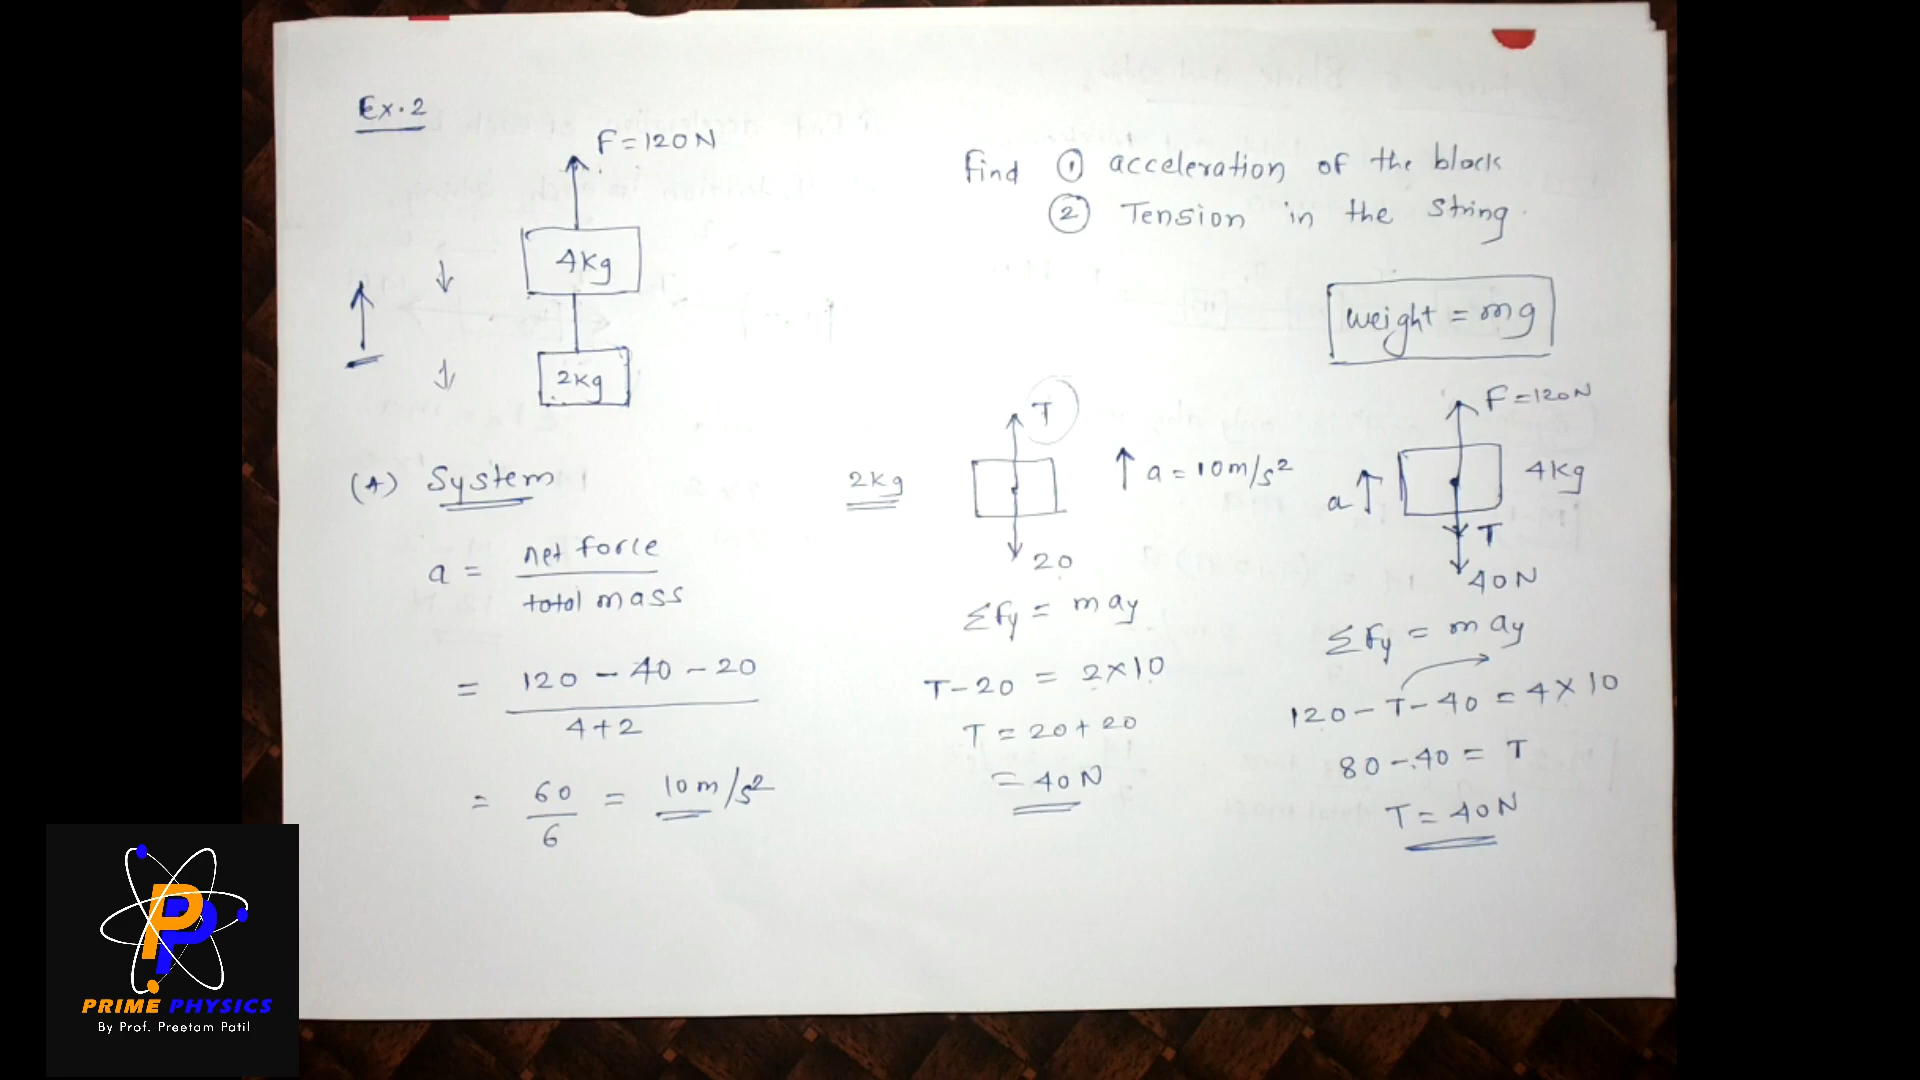 Ex.2
F=120N
4Kg
2Kg
Find ① acceleration of the block
② Tension in the string
weight = mg
(A) System
a = net force / total mass
= 120 - 40 - 20 / 4+2
= 60 / 6 = 10 m/s²
2kg
T
↑ a = 10m/s²
20
ΣFy = may
T-20 = 2×10
T = 20+20
= 40N
F=120N
4kg
a ↑
T
40N
ΣFy = may
120-T-40 = 4×10
80-40 = T
T = 40N
PP
PRIME PHYSICS
By Prof. Preetam Patil